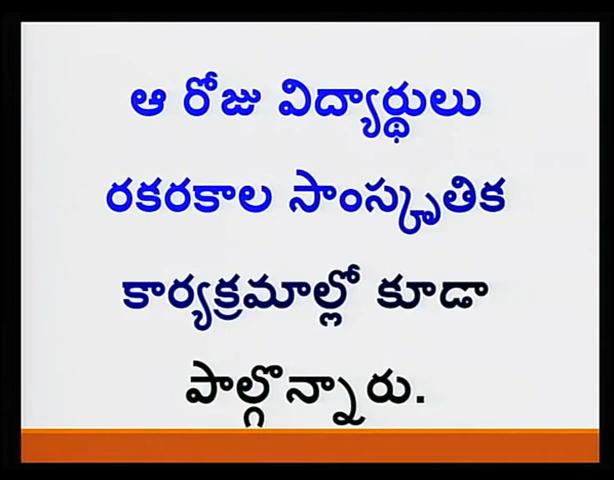 ఆ రోజు విద్యార్థులు
రకరకాల సాంస్కృతిక
కార్యక్రమాల్లో కూడా
పాల్గొన్నారు.